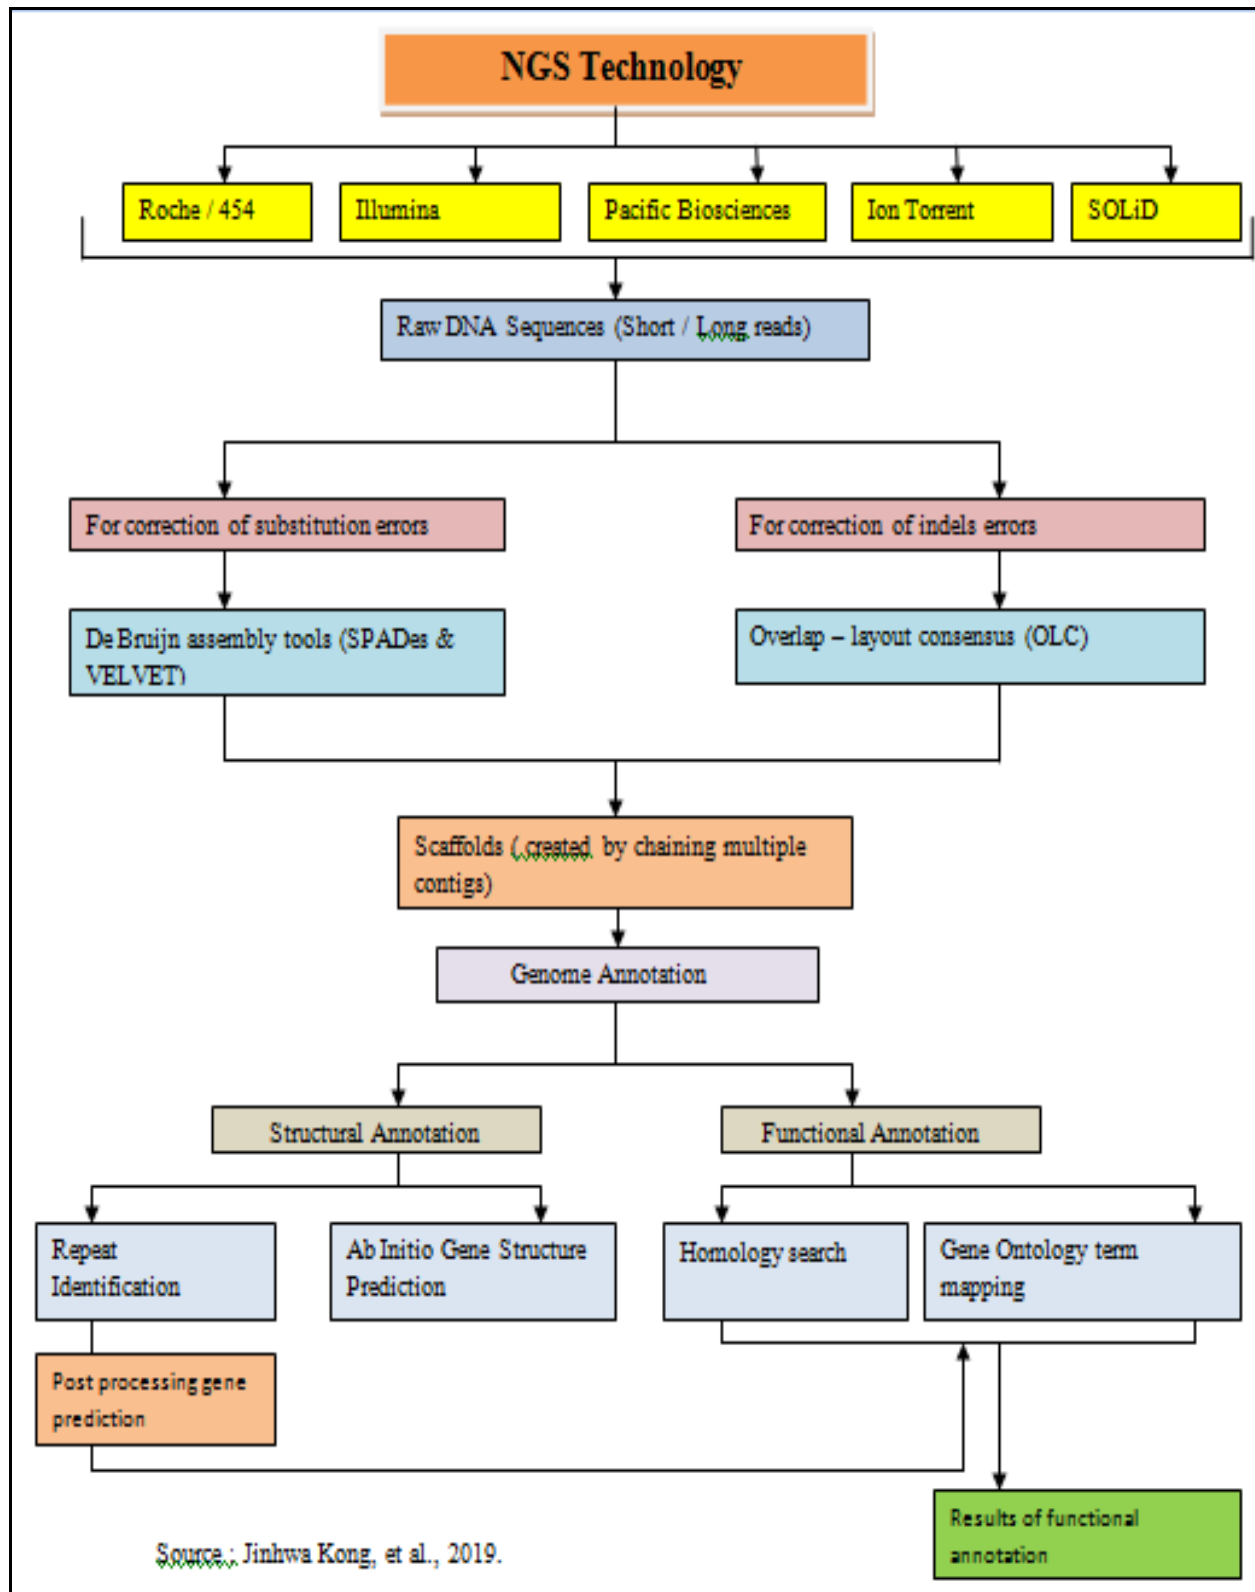 NGS Technology
Roche / 454
Illumina
Pacific Biosciences
Ion Torrent
SOLiD
Raw DNA Sequences (Short / Long reads)
For correction of substitution errors
For correction of indels errors
De Bruijn assembly tools (SPADes &
VELVET)
Overlap – layout consensus (OLC)
Scaffolds ( created by chaining multiple
contigs)
Genome Annotation
Structural Annotation
Functional Annotation
Repeat
Identification
Ab Initio Gene Structure
Prediction
Homology search
Gene Ontology term
mapping
Post processing gene
prediction
Results of functional
annotation
Source : Jinhwa Kong, et al., 2019.